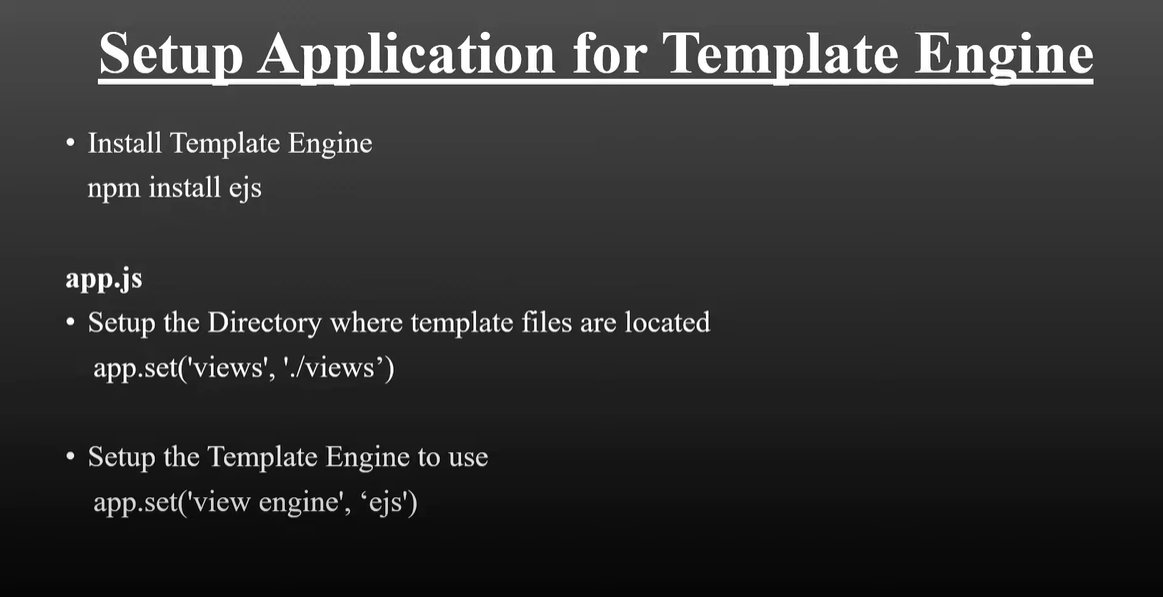 Setup Application for Template Engine
• Install Template Engine
npm install ejs
app.js
• Setup the Directory where template files are located
app.set('views', './views’)
• Setup the Template Engine to use
app.set('view engine', ‘ejs')